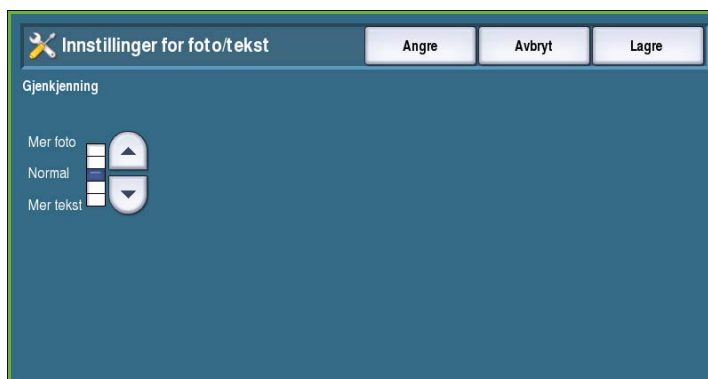 Innstillinger for foto/tekst
Angre
Avbryt
Lagre
Gjenkjenning
Mer foto
Normal
Mer tekst